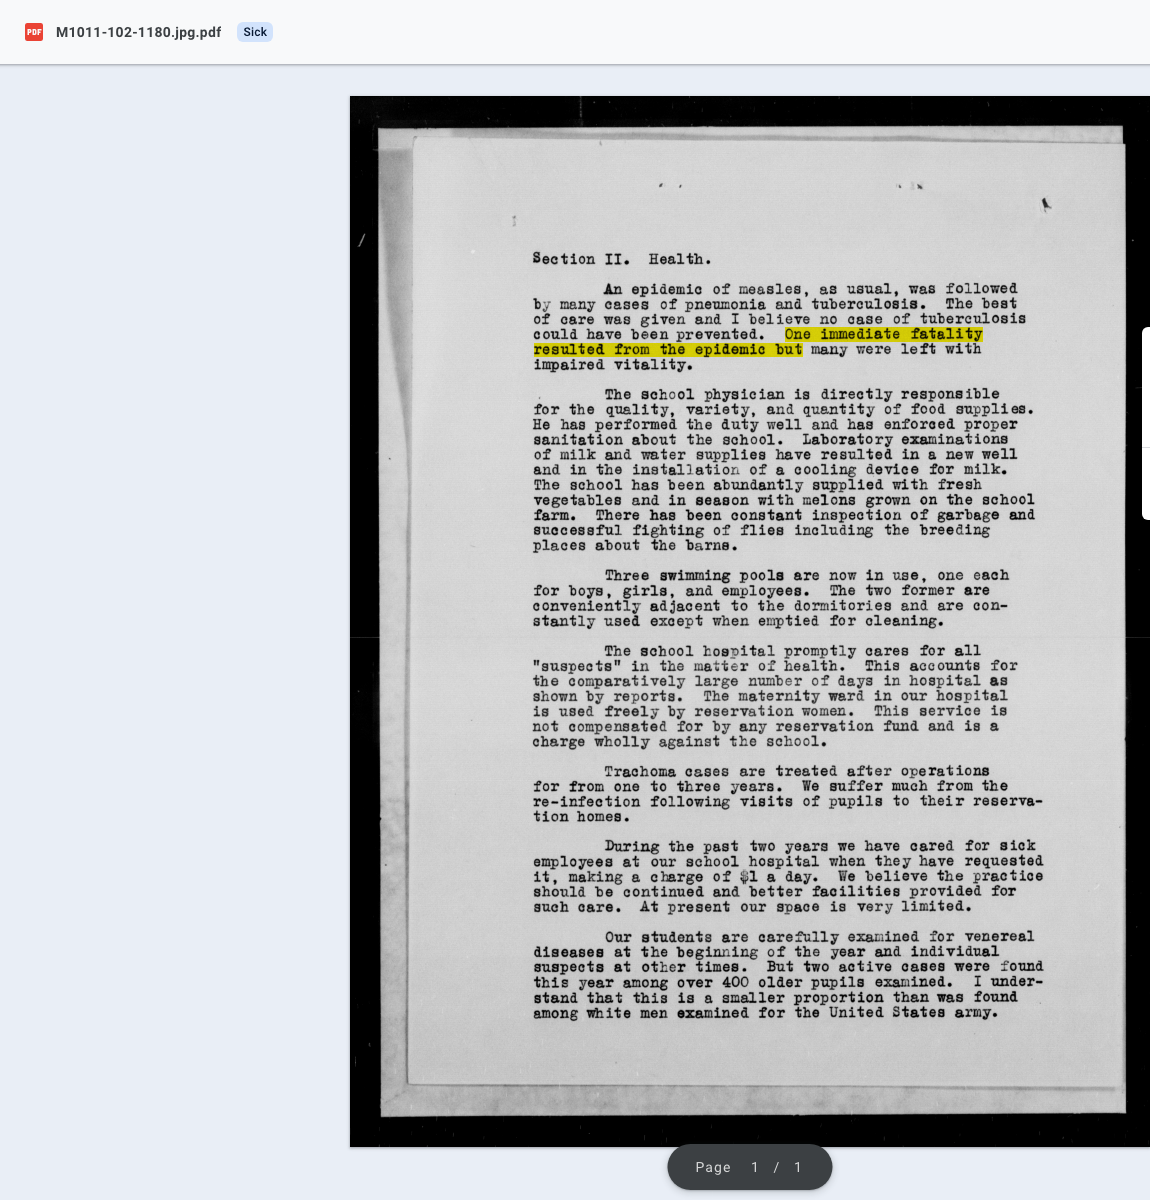 PDF M1011-102-1180.jpg.pdf Sick
Section II. Health.
An epidemic of measles, as usual, was followed
by many cases of pneumonia and tuberculosis. The best
of care was given and I believe no case of tuberculosis
could have been prevented. One immediate fatality
resulted from the epidemic but many were left with
impaired vitality.
The school physician is directly responsible
for the quality, variety, and quantity of food supplies.
He has performed the duty well and has enforced proper
sanitation about the school. Laboratory examinations
of milk and water supplies have resulted in a new well
and in the installation of a cooling device for milk.
The school has been abundantly supplied with fresh
vegetables and in season with melons grown on the school
farm. There has been constant inspection of garbage and
successful fighting of flies including the breeding
places about the barns.
Three swimming pools are now in use, one each
for boys, girls, and employees. The two former are
conveniently adjacent to the dormitories and are con-
stantly used except when emptied for cleaning.
The school hospital promptly cares for all
"suspects" in the matter of health. This accounts for
the comparatively large number of days in hospital as
shown by reports. The maternity ward in our hospital
is used freely by reservation women. This service is
not compensated for by any reservation fund and is a
charge wholly against the school.
Trachoma cases are treated after operations
for from one to three years. We suffer much from the
re-infection following visits of pupils to their reserva-
tion homes.
During the past two years we have cared for sick
employees at our school hospital when they have requested
it, making a charge of $1 a day. We believe the practice
should be continued and better facilities provided for
such care. At present our space is very limited.
Our students are carefully examined for venereal
diseases at the beginning of the year and individual
suspects at other times. But two active cases were found
this year among over 400 older pupils examined. I under-
stand that this is a smaller proportion than was found
among white men examined for the United States army.
Page 1 / 1